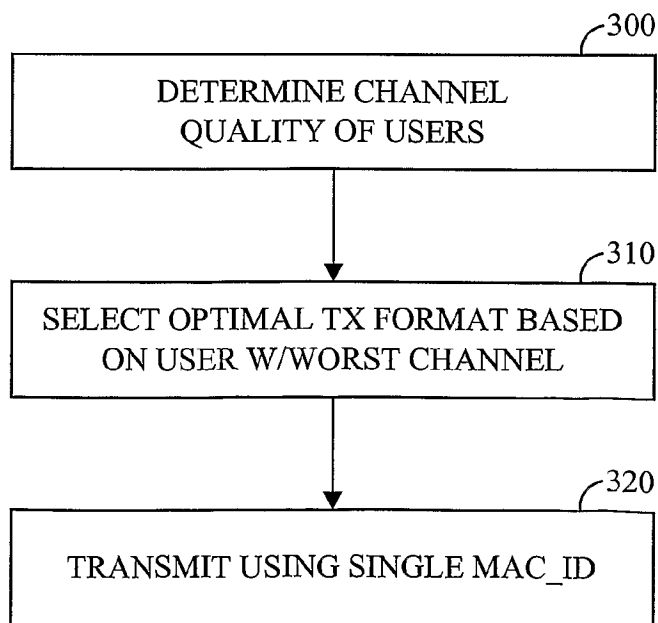 300
DETERMINE CHANNEL
QUALITY OF USERS
310
SELECT OPTIMAL TX FORMAT BASED
ON USER W/WORST CHANNEL
320
TRANSMIT USING SINGLE MAC_ID